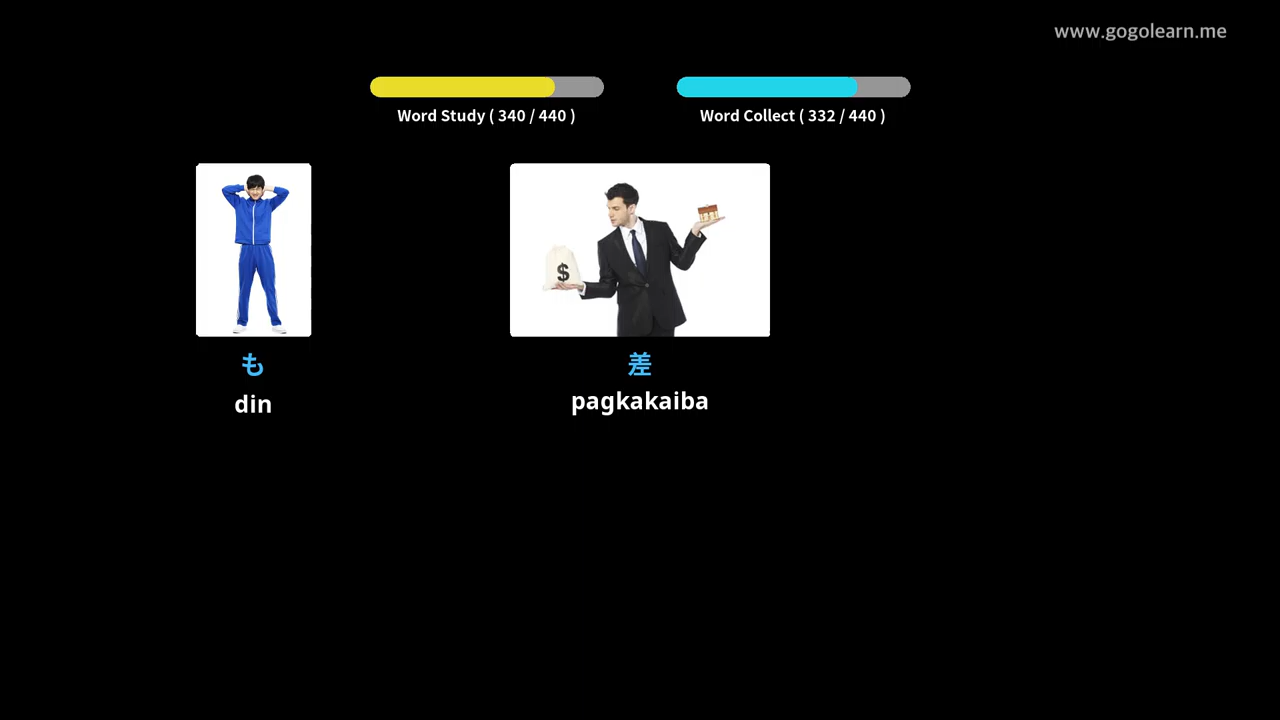 www.gogolearn.me
Word Study ( 340 / 440 )
Word Collect ( 332 / 440 )
$
も
din
差
pagkakaiba